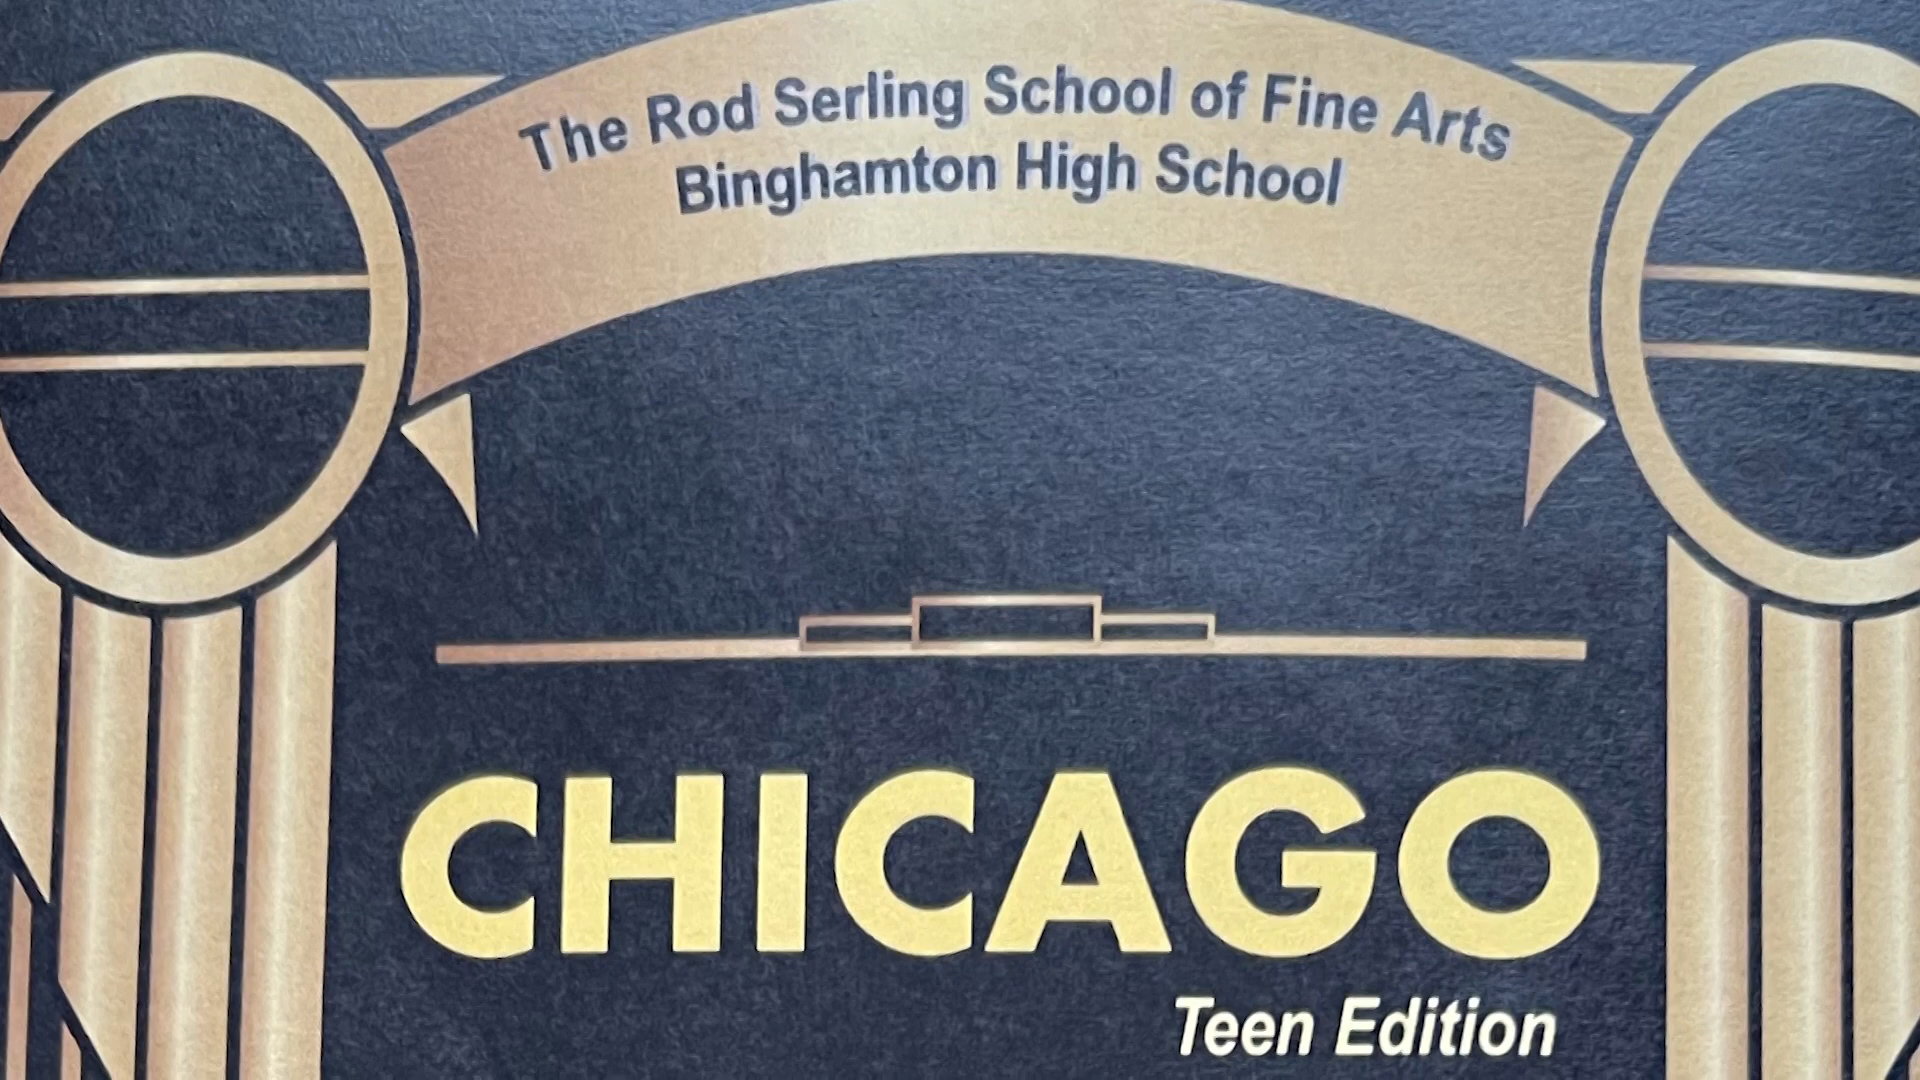 The Rod Serling School of Fine Arts
Binghamton High School
CHICAGO
Teen Edition